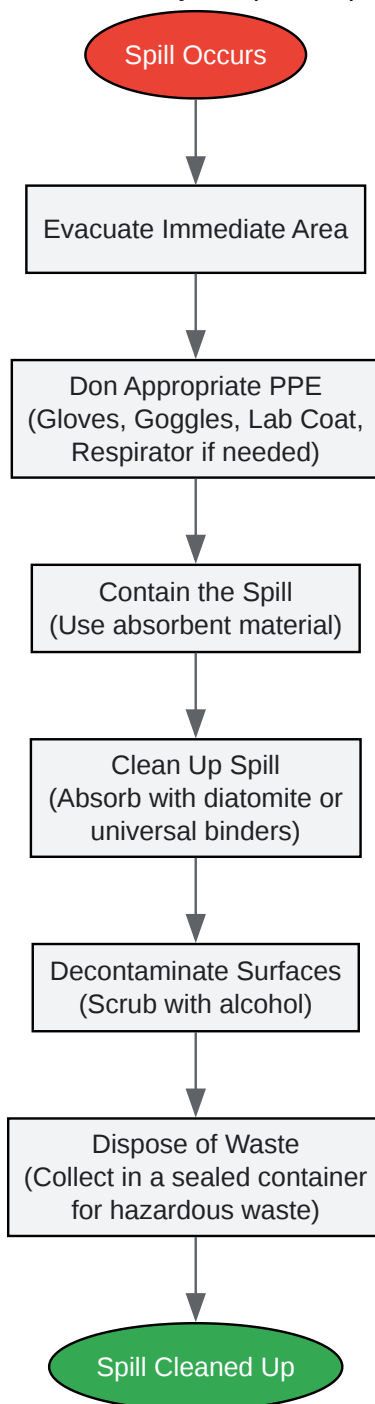 Spill Occurs
Evacuate Immediate Area
Don Appropriate PPE
(Gloves, Goggles, Lab Coat,
Respirator if needed)
Contain the Spill
(Use absorbent material)
Clean Up Spill
(Absorb with diatomite or
universal binders)
Decontaminate Surfaces
(Scrub with alcohol)
Dispose of Waste
(Collect in a sealed container
for hazardous waste)
Spill Cleaned Up